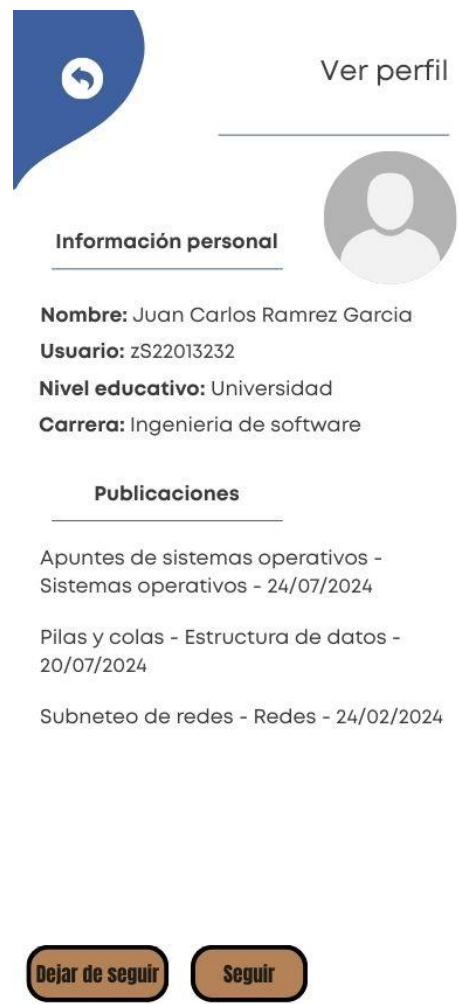 Ver perfil
Información personal
Nombre: Juan Carlos Ramrez Garcia
Usuario: zS22013232
Nivel educativo: Universidad
Carrera: Ingenieria de software
Publicaciones
Apuntes de sistemas operativos -
Sistemas operativos - 24/07/2024
Pilas y colas - Estructura de datos -
20/07/2024
Subneteo de redes - Redes - 24/02/2024
Dejar de seguir
Seguir